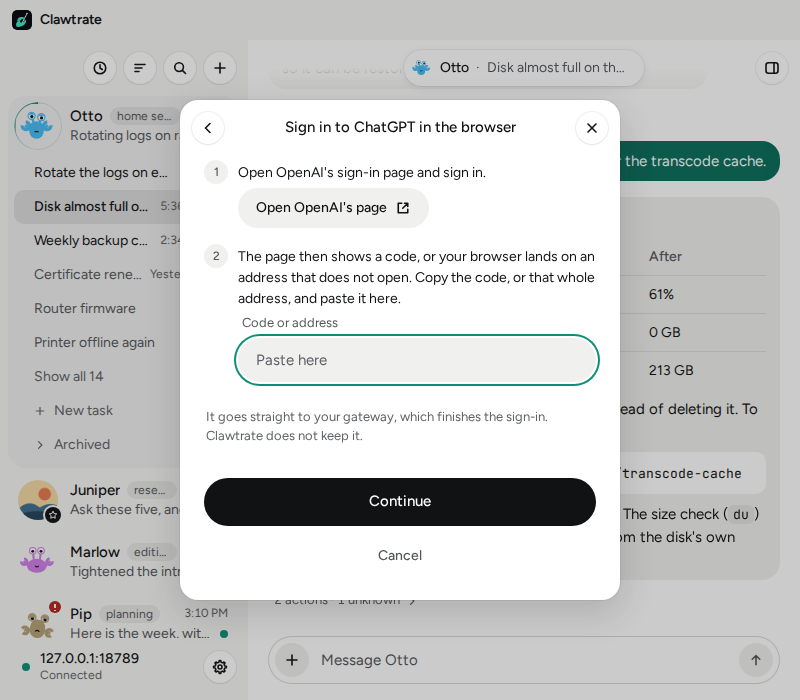 Clawtrate
Otto · Disk almost full on th...
Otto home se...
Rotating logs on
Rotate the logs on e...
Disk almost full o... 5:36
Weekly backup c... 2:34
Certificate rene... Yeste
Router firmware
Printer offline again
Show all 14
New task
Archived
Juniper rese...
Ask these five, an
Marlow editi...
Tightened the intr
Pip planning 3:10 PM
Here is the week. wit...
127.0.0.1:18789
Connected
Sign in to ChatGPT in the browser
1 Open OpenAI's sign-in page and sign in.
Open OpenAI's page
2 The page then shows a code, or your browser lands on an
address that does not open. Copy the code, or that whole
address, and paste it here.
Code or address
Paste here
It goes straight to your gateway, which finishes the sign-in.
Clawtrate does not keep it.
Continue
Cancel
the transcode cache.
After
61%
0 GB
213 GB
ead of deleting it. To
transcode-cache
The size check (du)
om the disk's own
2 actions · 1 unknown
Message Otto